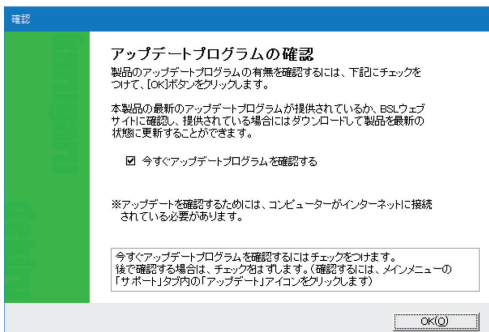 確認
アップデートプログラムの確認
製品のアップデートプログラムの有無を確認するには、下記にチェックを
つけて、[OK]ボタンをクリックします。
本製品の最新のアップデートプログラムが提供されているか、BSLウェブ
サイトに確認し、提供されている場合にはダウンロードして製品を最新の
状態に更新することができます。
今すぐアップデートプログラムを確認する
※アップデートを確認するためには、コンピューターがインターネットに接続
されている必要があります。
今すぐアップデートプログラムを確認するにはチェックをつけます。
後で確認する場合は、チェックをはずします。(確認するには、メインメニューの
「サポート」タブ内の「アップデート」アイコンをクリックします)
OK(O)